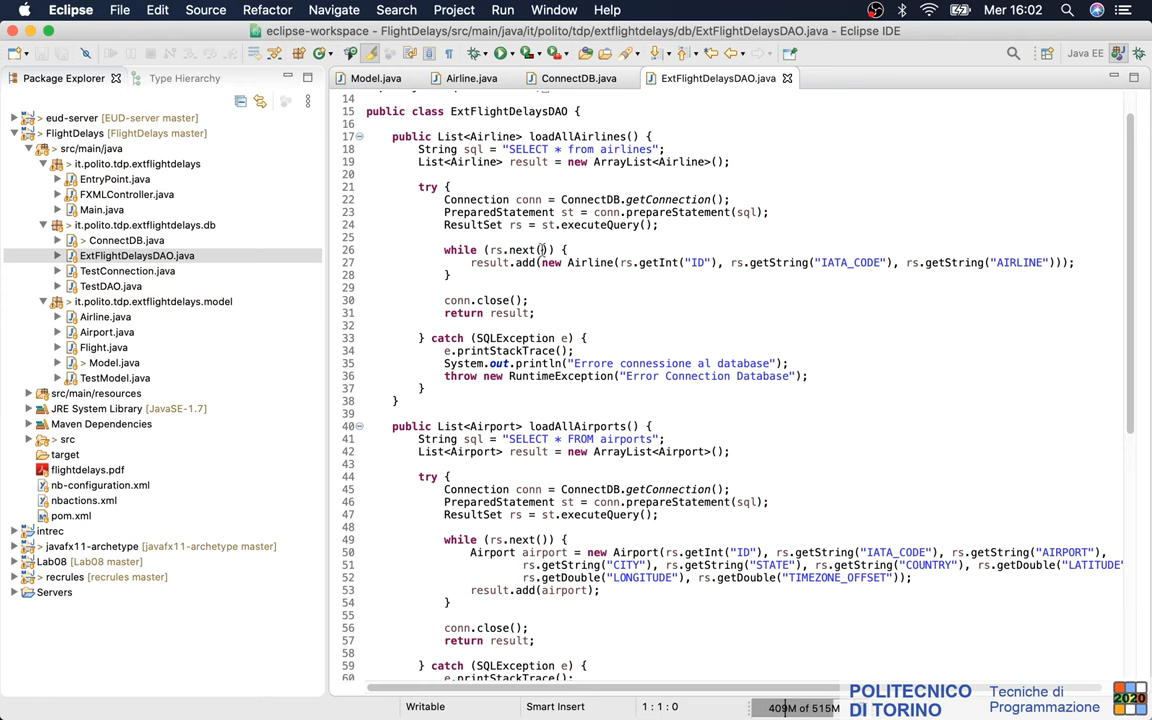 Eclipse File Edit Source Refactor Navigate Search Project Run Window Help Mer 16:02
eclipse-workspace - FlightDelays/src/main/java/it/polito/tdp/extflightdelays/db/ExtFlightDelaysDAO.java - Eclipse IDE
Java EE
Package Explorer Type Hierarchy
> eud-server [EUD-server master]
> FlightDelays [FlightDelays master]
> src/main/java
> it.polito.tdp.extflightdelays
EntryPoint.java
FXMLController.java
Main.java
> it.polito.tdp.extflightdelays.db
> ConnectDB.java
ExtFlightDelaysDAO.java
TestConnection.java
TestDAO.java
> it.polito.tdp.extflightdelays.model
Airline.java
Airport.java
Flight.java
> Model.java
TestModel.java
src/main/resources
JRE System Library [JavaSE-1.7]
Maven Dependencies
> src
target
flightdelays.pdf
nb-configuration.xml
nbactions.xml
pom.xml
intrec
> javafx11-archetype [javafx11-archetype master]
Lab08 [Lab08 master]
> recrules [recrules master]
Servers
Model.java Airline.java ConnectDB.java ExtFlightDelaysDAO.java
14
15 public class ExtFlightDelaysDAO {
16
17 public List<Airline> loadAllAirlines() {
18 String sql = "SELECT * from airlines";
19 List<Airline> result = new ArrayList<Airline>();
20
21 try {
22 Connection conn = ConnectDB.getConnection();
23 PreparedStatement st = conn.prepareStatement(sql);
24 ResultSet rs = st.executeQuery();
25
26 while (rs.next()) {
27 result.add(new Airline(rs.getInt("ID"), rs.getString("IATA_CODE"), rs.getString("AIRLINE")));
28 }
29
30 conn.close();
31 return result;
32
33 } catch (SQLException e) {
34 e.printStackTrace();
35 System.out.println("Errore connessione al database");
36 throw new RuntimeException("Error Connection Database");
37 }
38 }
39
40 public List<Airport> loadAllAirports() {
41 String sql = "SELECT * FROM airports";
42 List<Airport> result = new ArrayList<Airport>();
43
44 try {
45 Connection conn = ConnectDB.getConnection();
46 PreparedStatement st = conn.prepareStatement(sql);
47 ResultSet rs = st.executeQuery();
48
49 while (rs.next()) {
50 Airport airport = new Airport(rs.getInt("ID"), rs.getString("IATA_CODE"), rs.getString("AIRPORT"),
51 rs.getString("CITY"), rs.getString("STATE"), rs.getString("COUNTRY"), rs.getDouble("LATITUDE"
52 rs.getDouble("LONGITUDE"), rs.getDouble("TIMEZONE_OFFSET"));
53 result.add(airport);
54 }
55
56 conn.close();
57 return result;
58
59 } catch (SQLException e) {
60 e.printStackTrace();
Writable Smart Insert 1 : 1 : 0 409M of 515M
POLITECNICO
DI TORINO
Tecniche di
Programmazione
2020